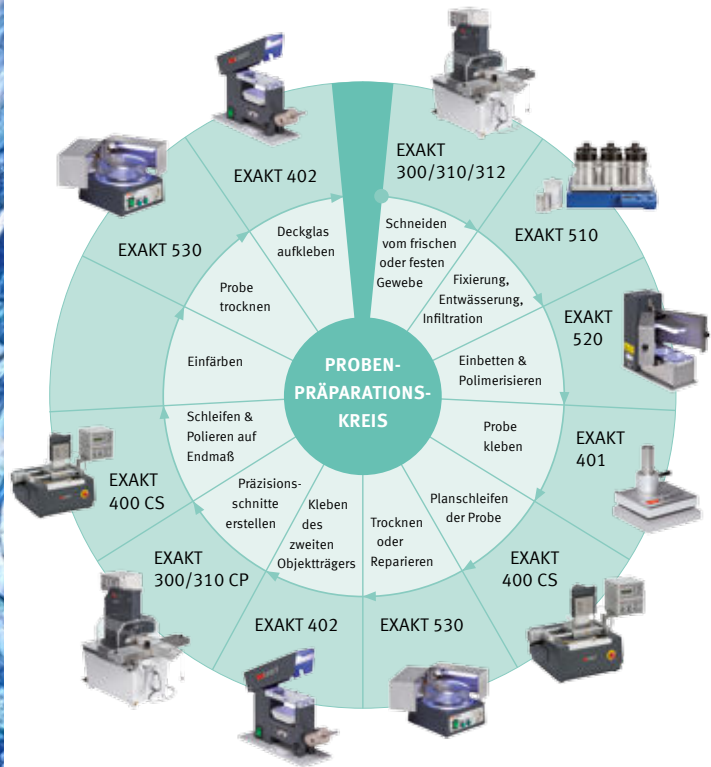 EXAKT
300/310/312
Schneiden
vom frischen
oder festen
Gewebe
EXAKT 510
Fixierung,
Entwässerung,
Infiltration
EXAKT
520
Einbetten &
Polimerisieren
EXAKT
401
Probe
kleben
EXAKT
400 CS
Planschleifen
der Probe
EXAKT 530
Trocknen
oder
Reparieren
EXAKT 402
Kleben
des
zweiten
Objektträgers
EXAKT
300/310 CP
Präzisions-
schnitte
erstellen
EXAKT
400 CS
Schleifen &
Polieren auf
Endmaß
Einfärben
EXAKT 530
Probe
trocknen
EXAKT 402
Deckglas
aufkleben
PROBEN-
PRÄPARATIONS-
KREIS